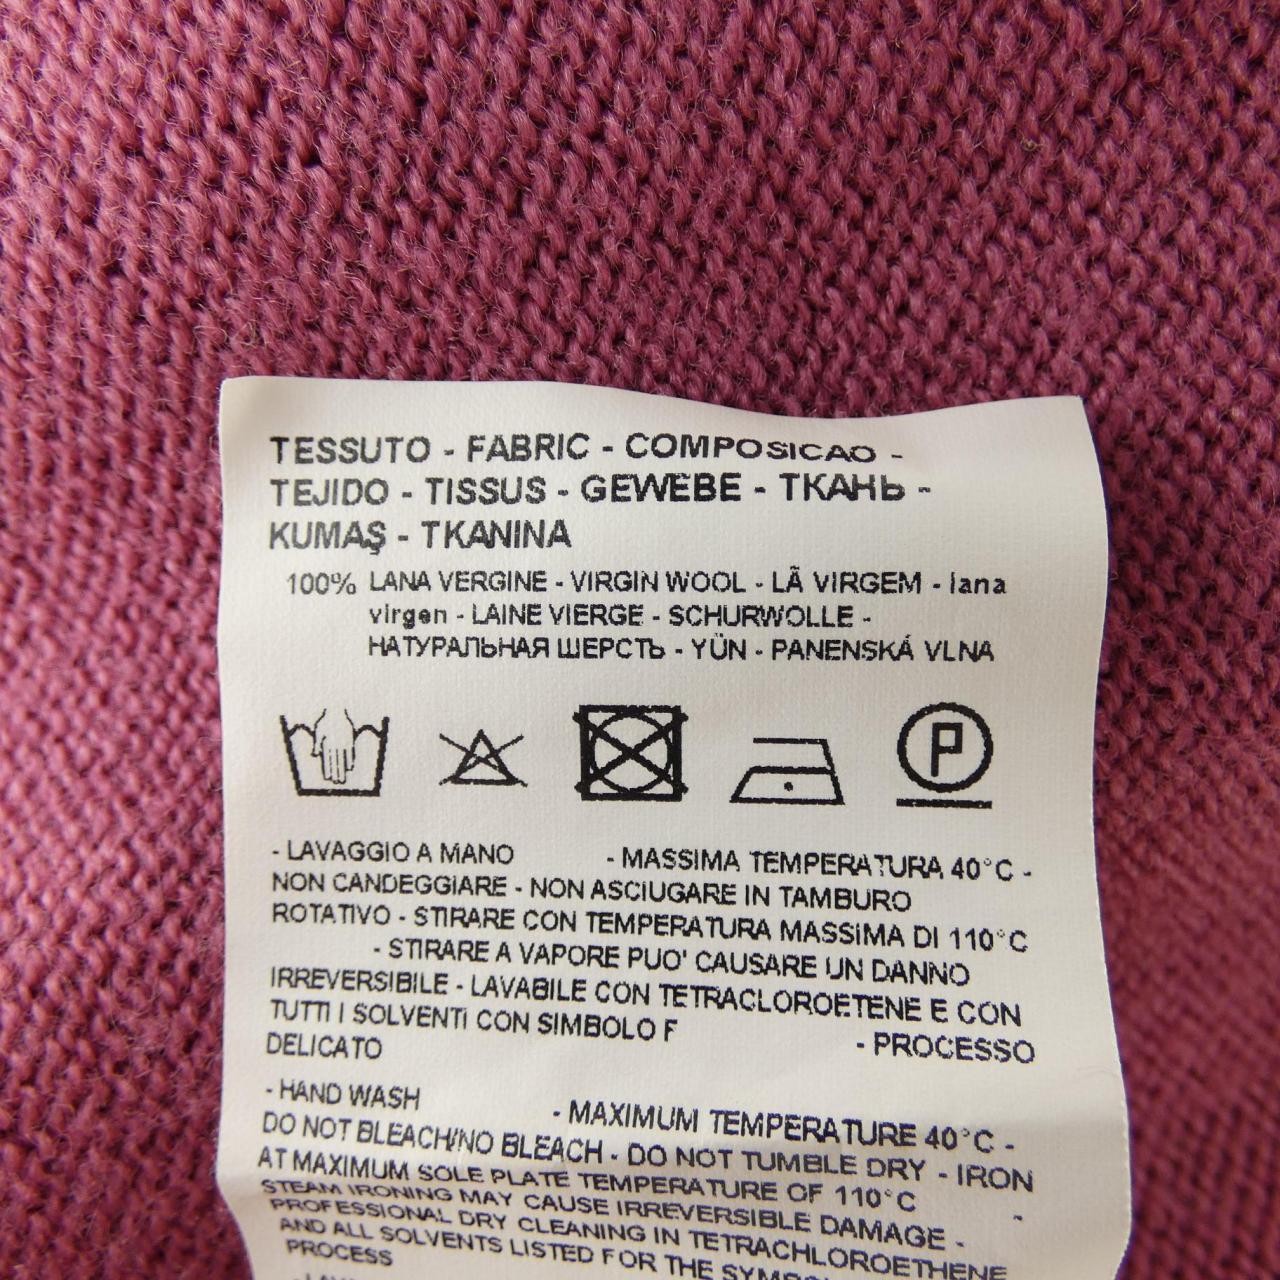 TESSUTO - FABRIC - COMPOSICAO -
TEJIDO - TISSUS - GEWEBE - ТКАНЬ -
KUMAŞ - TKANINA
100% LANA VERGINE - VIRGIN WOOL - LÃ VIRGEM - lana
virgen - LAINE VIERGE - SCHURWOLLE -
НАТУРАЛЬНАЯ ШЕРСТЬ - YÜN - PANENSKÁ VLNA
P
- LAVAGGIO A MANO - MASSIMA TEMPERATURA 40°C -
NON CANDEGGIARE - NON ASCIUGARE IN TAMBURO
ROTATIVO - STIRARE CON TEMPERATURA MASSIMA DI 110°C
- STIRARE A VAPORE PUO' CAUSARE UN DANNO
IRREVERSIBILE - LAVABILE CON TETRACLOROETENE E CON
TUTTI I SOLVENTI CON SIMBOLO F
- PROCESSO
DELICATO
- HAND WASH - MAXIMUM TEMPERATURE 40°C -
DO NOT BLEACH/NO BLEACH - DO NOT TUMBLE DRY - IRON
AT MAXIMUM SOLE PLATE TEMPERATURE OF 110°C -
STEAM IRONING MAY CAUSE IRREVERSIBLE DAMAGE -
PROFESSIONAL DRY CLEANING IN TETRACHLOROETHENE
AND ALL SOLVENTS LISTED FOR THE
PROCESS